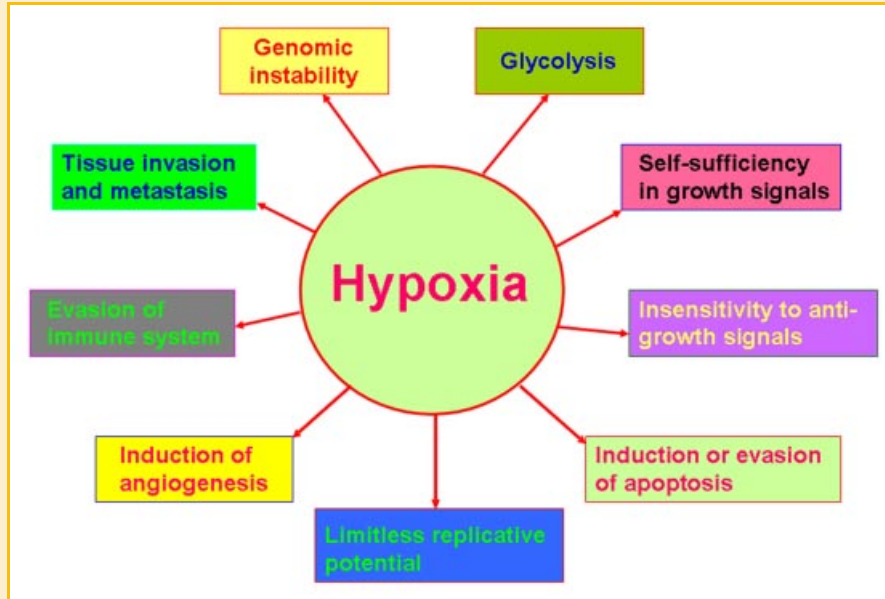 Genomic
instability
Glycolysis
Tissue invasion
and metastasis
Self-sufficiency
in growth signals
Hypoxia
Evasion of
immune system
Insensitivity to anti-
growth signals
Induction of
angiogenesis
Induction or evasion
of apoptosis
Limitless replicative
potential